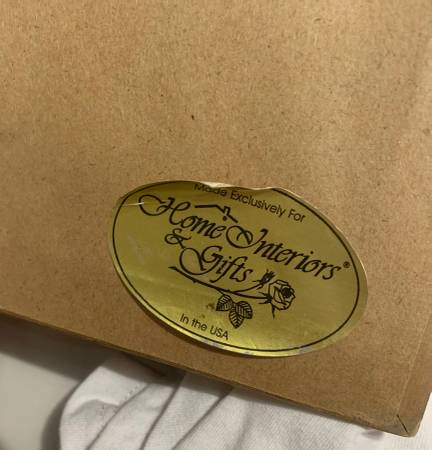 Made Exclusively For
Home Interiors®
& Gifts
In the USA